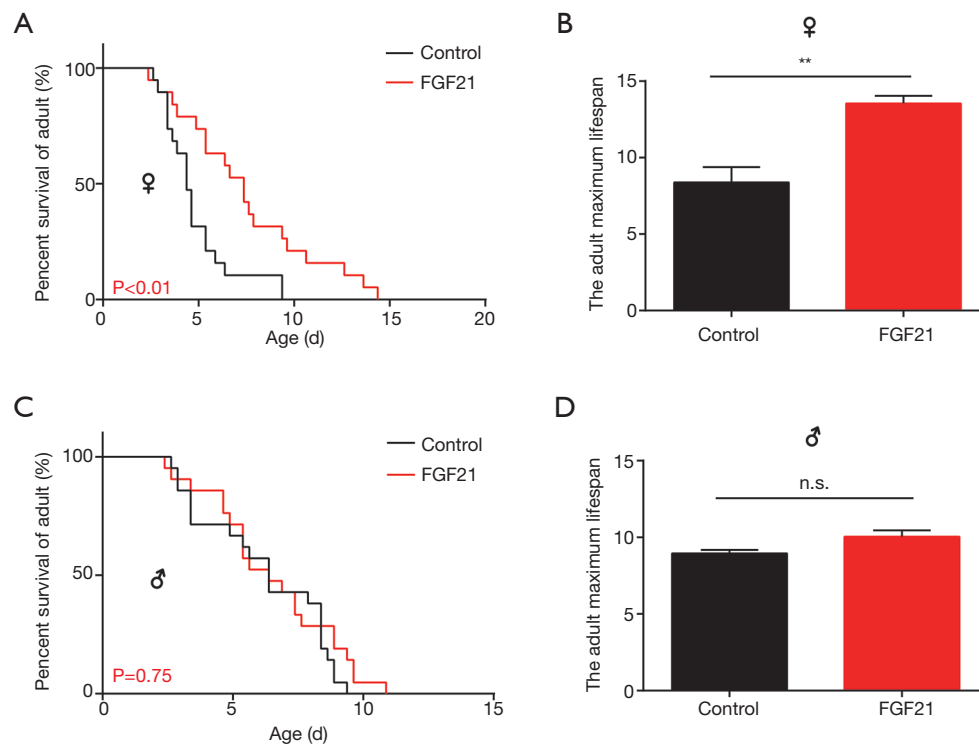 A
Control
FGF21
Pencent survival of adult (%)
100
50
0
♀
P<0.01
0 5 10 15 20
Age (d)
B
♀
**
The adult maximum lifespan
15
10
5
0
Control FGF21
C
Control
FGF21
Pencent survival of adult (%)
100
50
0
♂
P=0.75
0 5 10 15
Age (d)
D
♂
n.s.
The adult maximum lifespan
15
10
5
0
Control FGF21